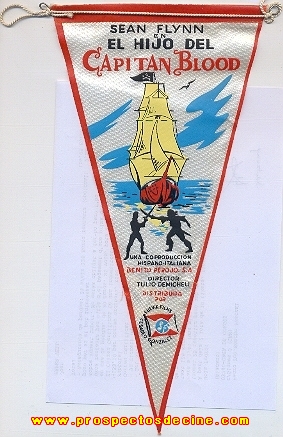 SEAN FLYNN
EN
EL HIJO DEL
CAPITAN BLOOD
UNA COPRODUCCION
HISPANO-ITALIANA
BENITO PEROJO, S.A.
DIRECTOR
TULIO DEMICHELI
DISTRIBUIDA
POR
www.prospectosdecine.com